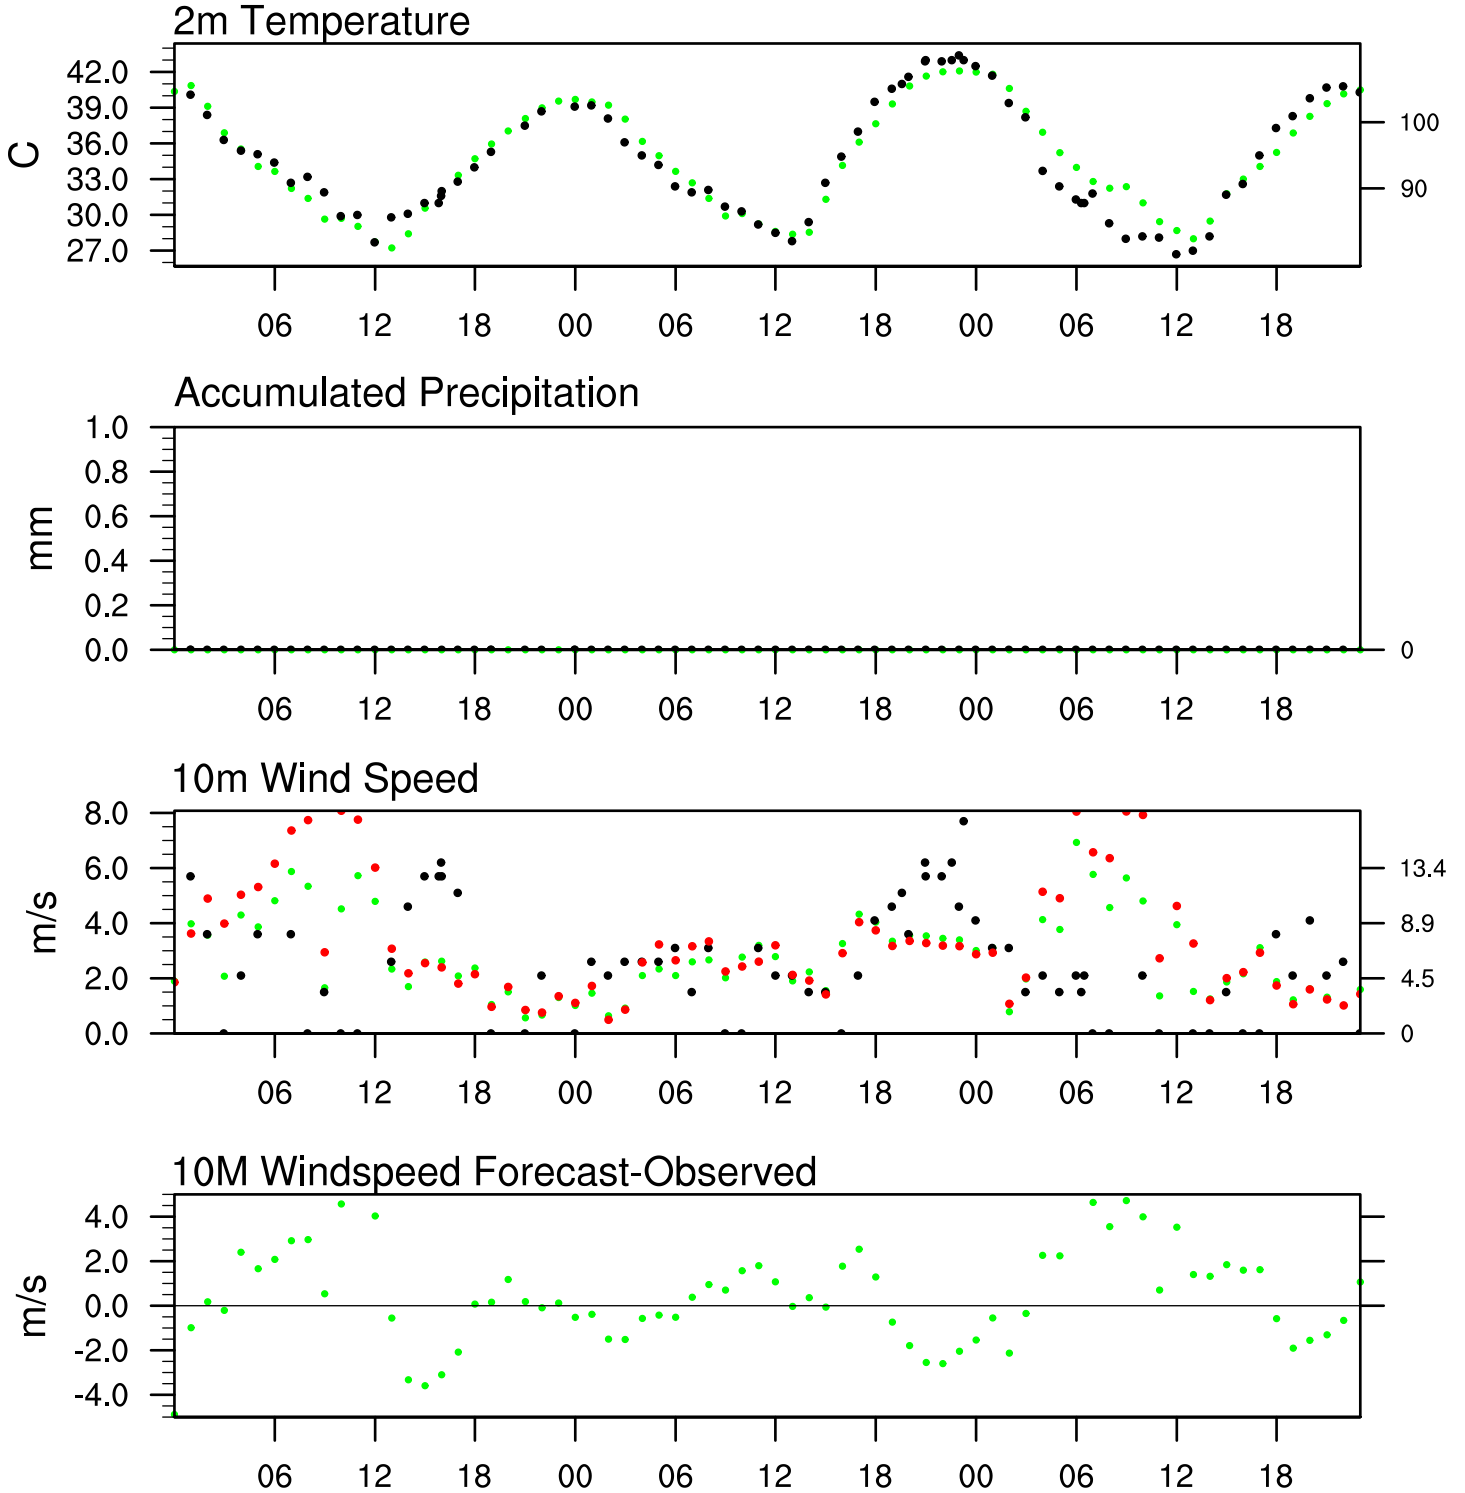 2m Temperature
42.0
39.0
36.0
33.0
30.0
27.0
C
100
90
06 12 18 00 06 12 18 00 06 12 18
Accumulated Precipitation
1.0
0.8
0.6
0.4
0.2
0.0
mm
0
06 12 18 00 06 12 18 00 06 12 18
10m Wind Speed
8.0
6.0
4.0
2.0
0.0
m/s
13.4
8.9
4.5
0
06 12 18 00 06 12 18 00 06 12 18
10M Windspeed Forecast-Observed
4.0
2.0
0.0
-2.0
-4.0
m/s
06 12 18 00 06 12 18 00 06 12 18